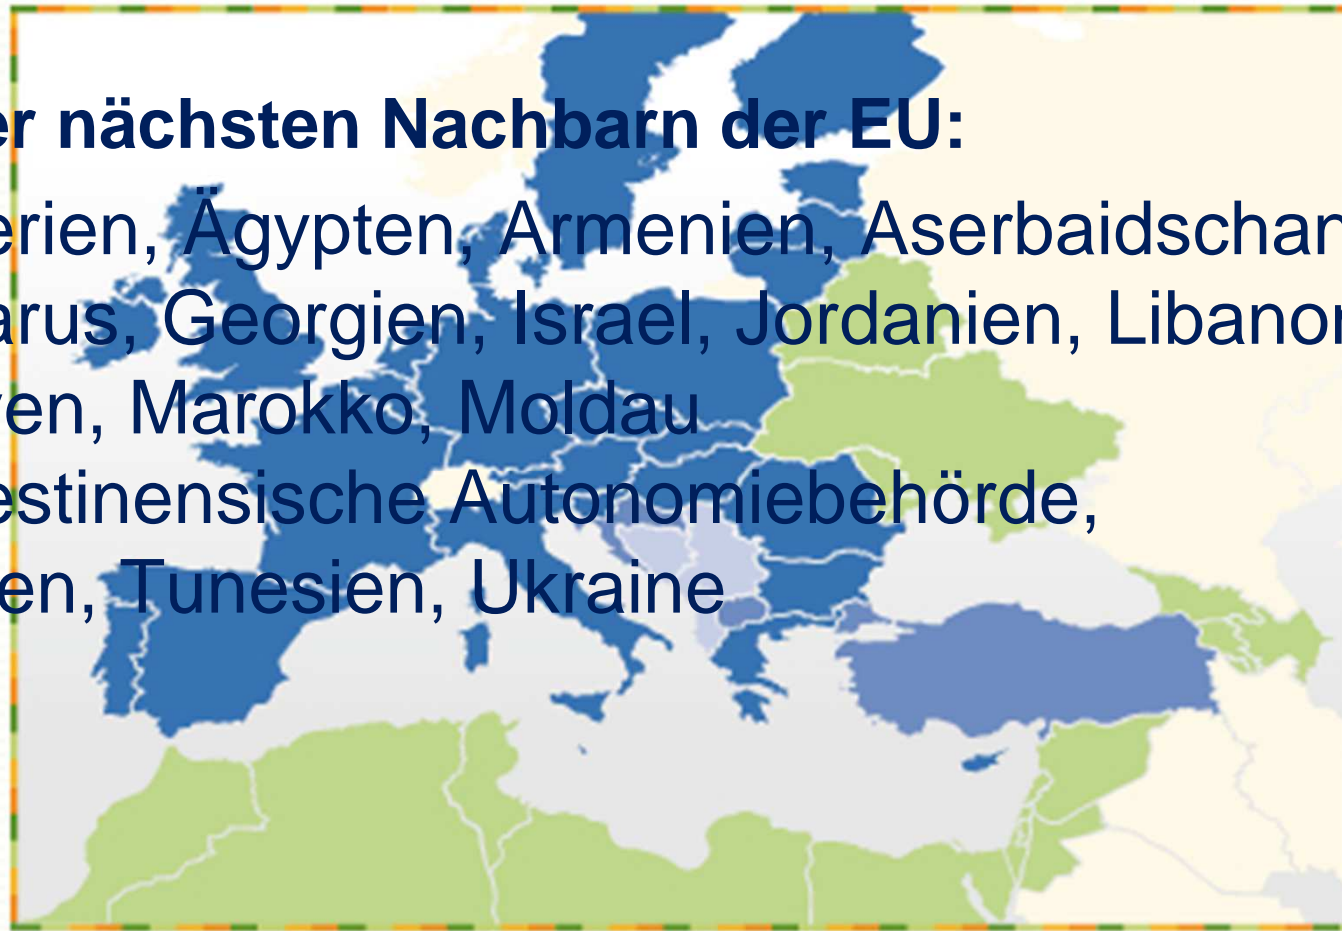 er nächsten Nachbarn der EU:
erien, Ägypten, Armenien, Aserbaidschan
arus, Georgien, Israel, Jordanien, Libanon
yen, Marokko, Moldau
estinensische Autonomiebehörde,
en, Tunesien, Ukraine